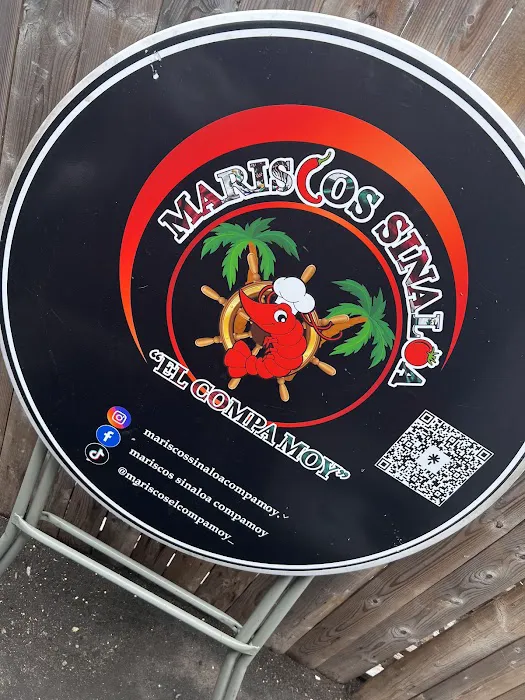 MARISCOS SINALOA
"EL COMPA MOY"
mariscossinaloacompamoy.
mariscos sinaloa compamoy
@mariscoselcompamoy_